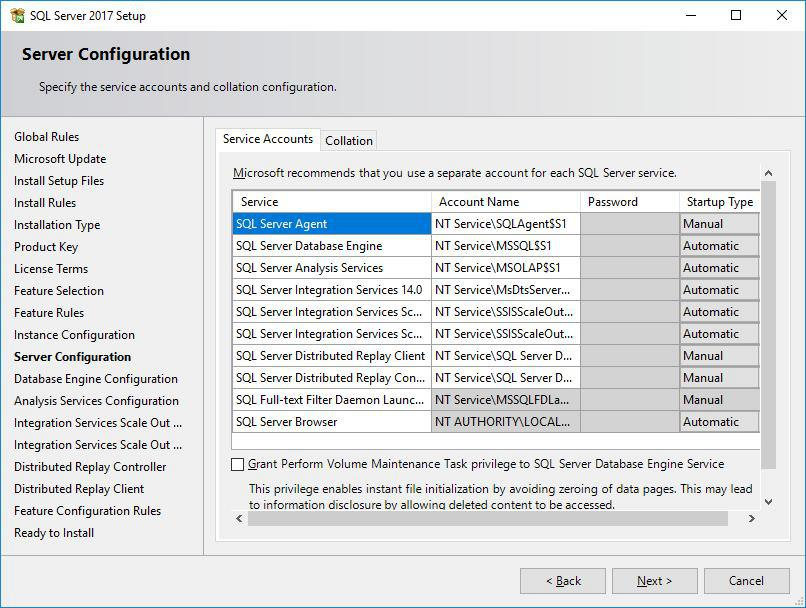 SQL Server 2017 Setup
Server Configuration
Specify the service accounts and collation configuration.
Global Rules
Microsoft Update
Install Setup Files
Install Rules
Installation Type
Product Key
License Terms
Feature Selection
Feature Rules
Instance Configuration
Server Configuration
Database Engine Configuration
Analysis Services Configuration
Integration Services Scale Out ...
Integration Services Scale Out ...
Distributed Replay Controller
Distributed Replay Client
Feature Configuration Rules
Ready to Install
Service Accounts Collation
Microsoft recommends that you use a separate account for each SQL Server service.
Service Account Name Password Startup Type
SQL Server Agent NT Service\SQLAgent$S1 Manual
SQL Server Database Engine NT Service\MSSQL$S1 Automatic
SQL Server Analysis Services NT Service\MSOLAP$S1 Automatic
SQL Server Integration Services 14.0 NT Service\MsDtsServer... Automatic
SQL Server Integration Services Sc... NT Service\SSISScaleOut... Automatic
SQL Server Integration Services Sc... NT Service\SSISScaleOut... Automatic
SQL Server Distributed Replay Client NT Service\SQL Server D... Manual
SQL Server Distributed Replay Con... NT Service\SQL Server D... Manual
SQL Full-text Filter Daemon Launc... NT Service\MSSQLFDLa... Manual
SQL Server Browser NT AUTHORITY\LOCAL... Automatic
Grant Perform Volume Maintenance Task privilege to SQL Server Database Engine Service
This privilege enables instant file initialization by avoiding zeroing of data pages. This may lead
to information disclosure by allowing deleted content to be accessed.
< Back Next > Cancel